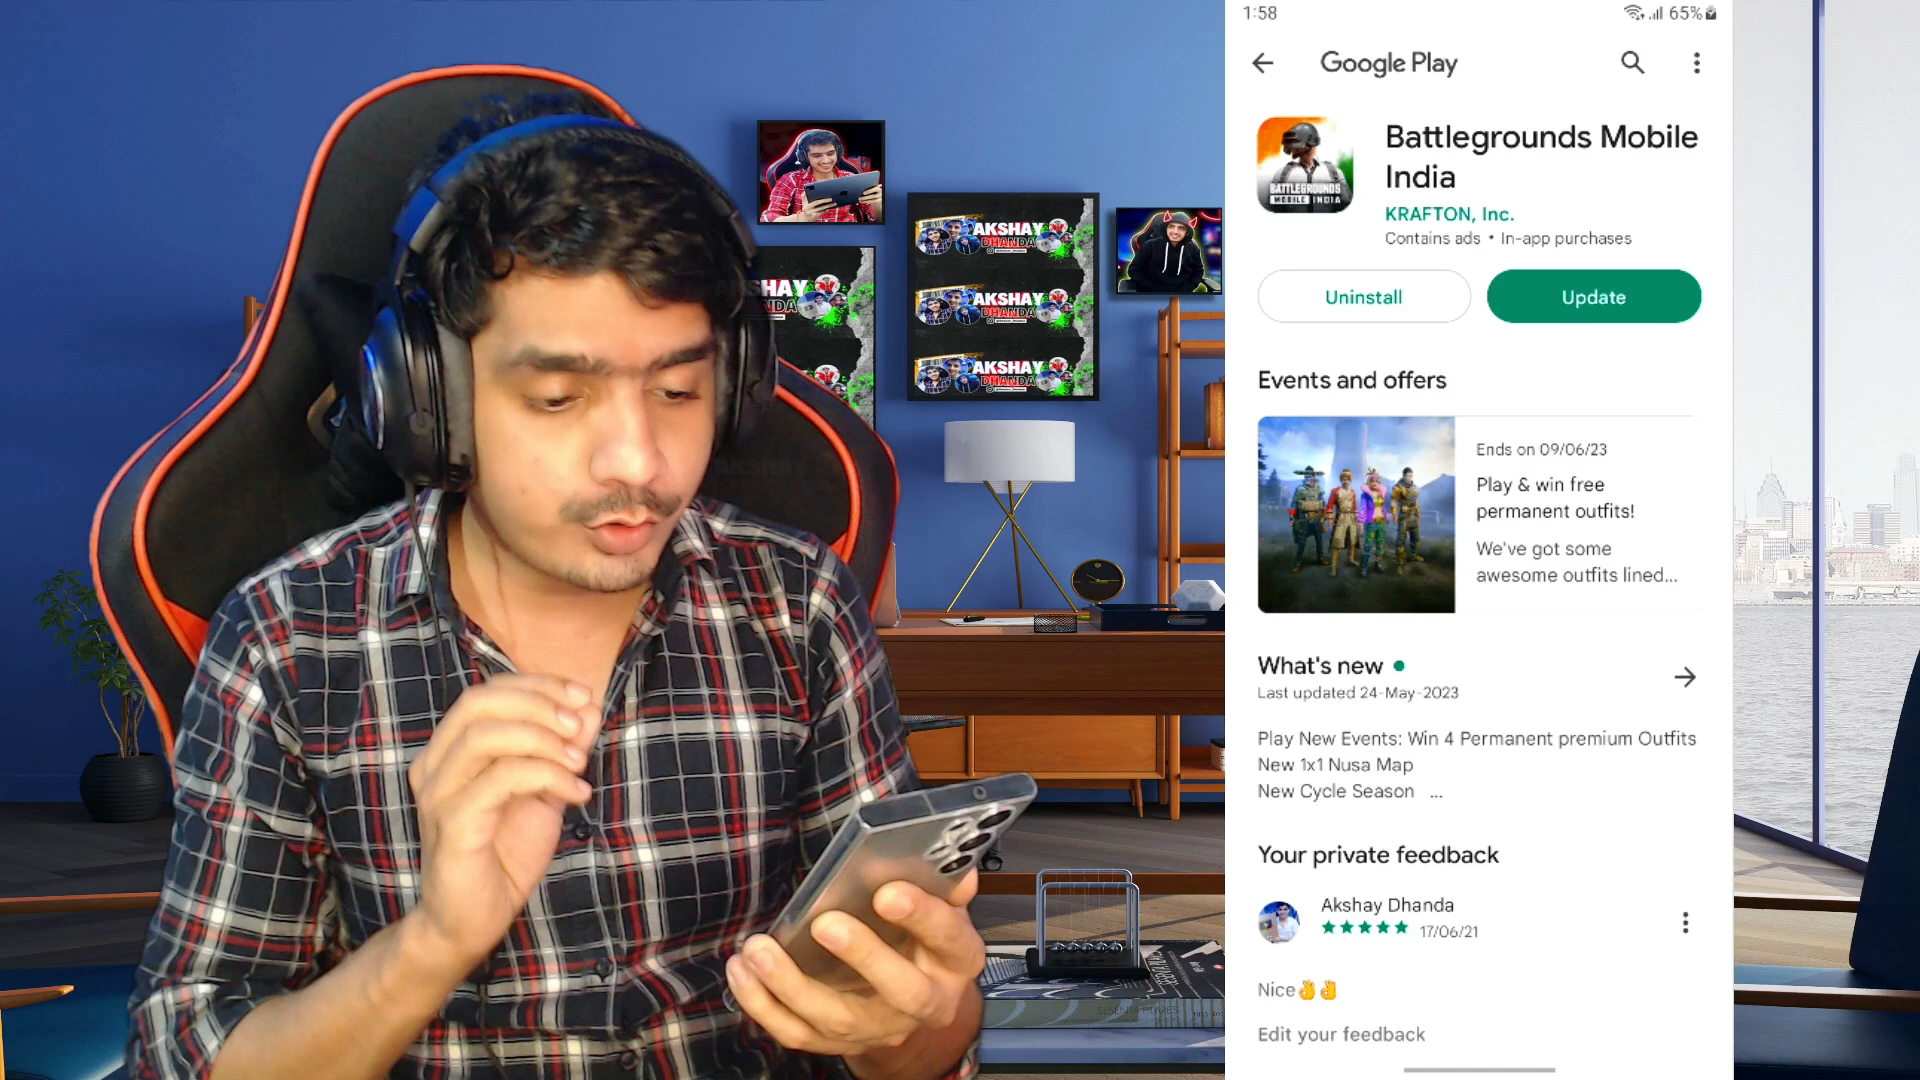 1:58
65%
Google Play
Battlegrounds Mobile
India
KRAFTON, Inc.
Contains ads • In-app purchases
Uninstall
Update
BATTLEGROUNDS
MOBILE INDIA
Events and offers
Ends on 09/06/23
Play & win free
permanent outfits!
We've got some
awesome outfits lined...
What's new
Last updated 24-May-2023
Play New Events: Win 4 Permanent premium Outfits
New 1x1 Nusa Map
New Cycle Season ...
Your private feedback
Akshay Dhanda
17/06/21
Nice👌👌
Edit your feedback
AKSHAY
DHANDA
AKSHAY
DHANDA
AKSHAY
DHANDA